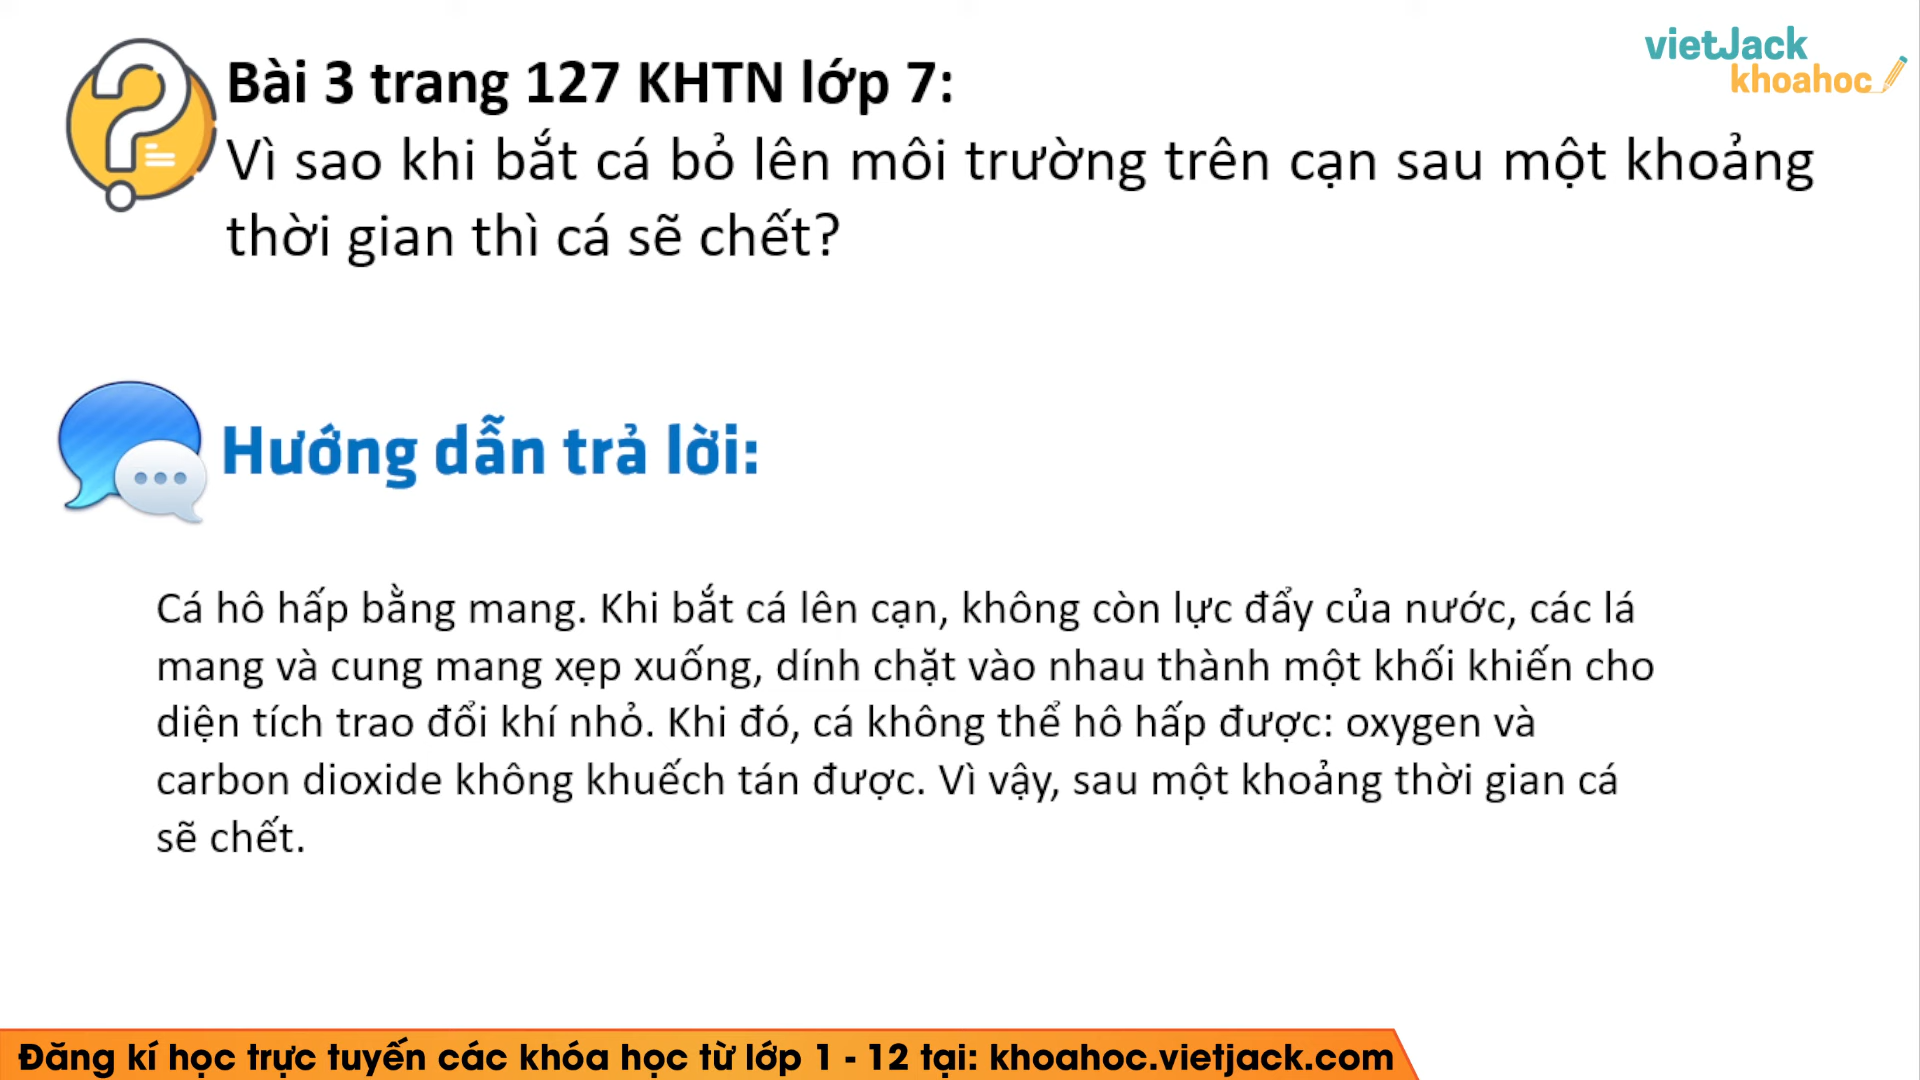 vietJack
khoahoc
Bài 3 trang 127 KHTN lớp 7:
Vì sao khi bắt cá bỏ lên môi trường trên cạn sau một khoảng
thời gian thì cá sẽ chết?
Hướng dẫn trả lời:
Cá hô hấp bằng mang. Khi bắt cá lên cạn, không còn lực đẩy của nước, các lá
mang và cung mang xẹp xuống, dính chặt vào nhau thành một khối khiến cho
diện tích trao đổi khí nhỏ. Khi đó, cá không thể hô hấp được: oxygen và
carbon dioxide không khuếch tán được. Vì vậy, sau một khoảng thời gian cá
sẽ chết.
Đăng kí học trực tuyến các khóa học từ lớp 1 - 12 tại: khoahoc.vietjack.com